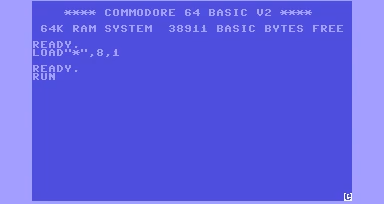 **** COMMODORE 64 BASIC V2 ****
64K RAM SYSTEM  38911 BASIC BYTES FREE
READY.
LOAD"*",8,1
READY.
RUN